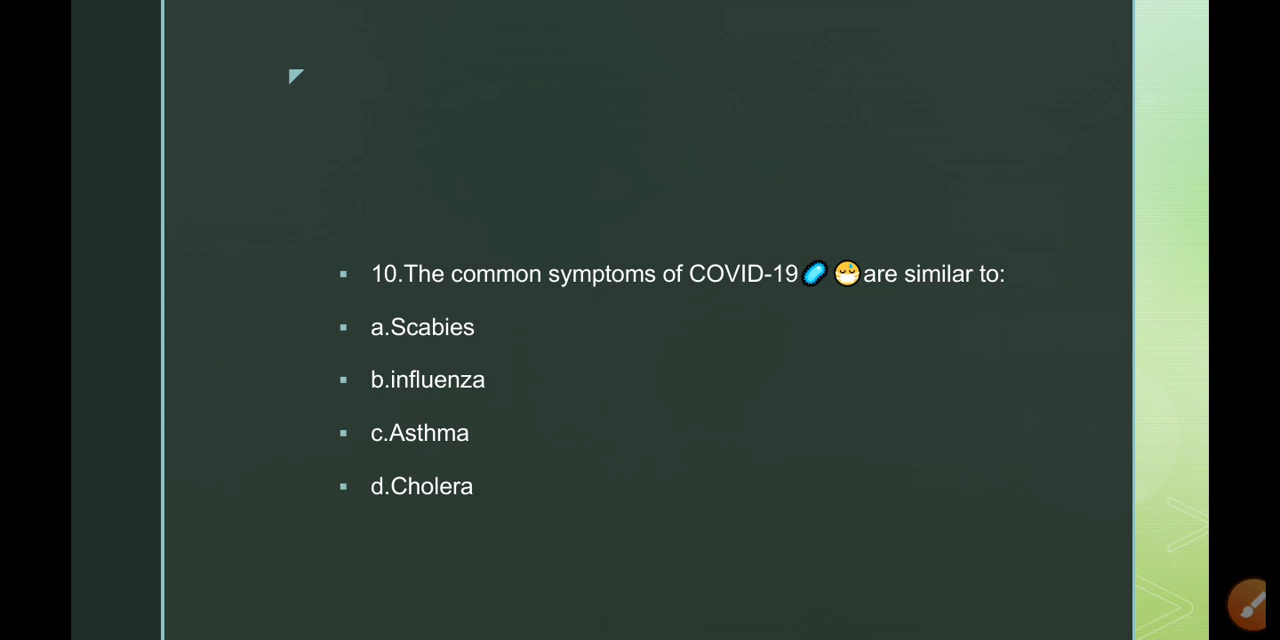 10.The common symptoms of COVID-19🦠😷are similar to:
a.Scabies
b.influenza
c.Asthma
d.Cholera